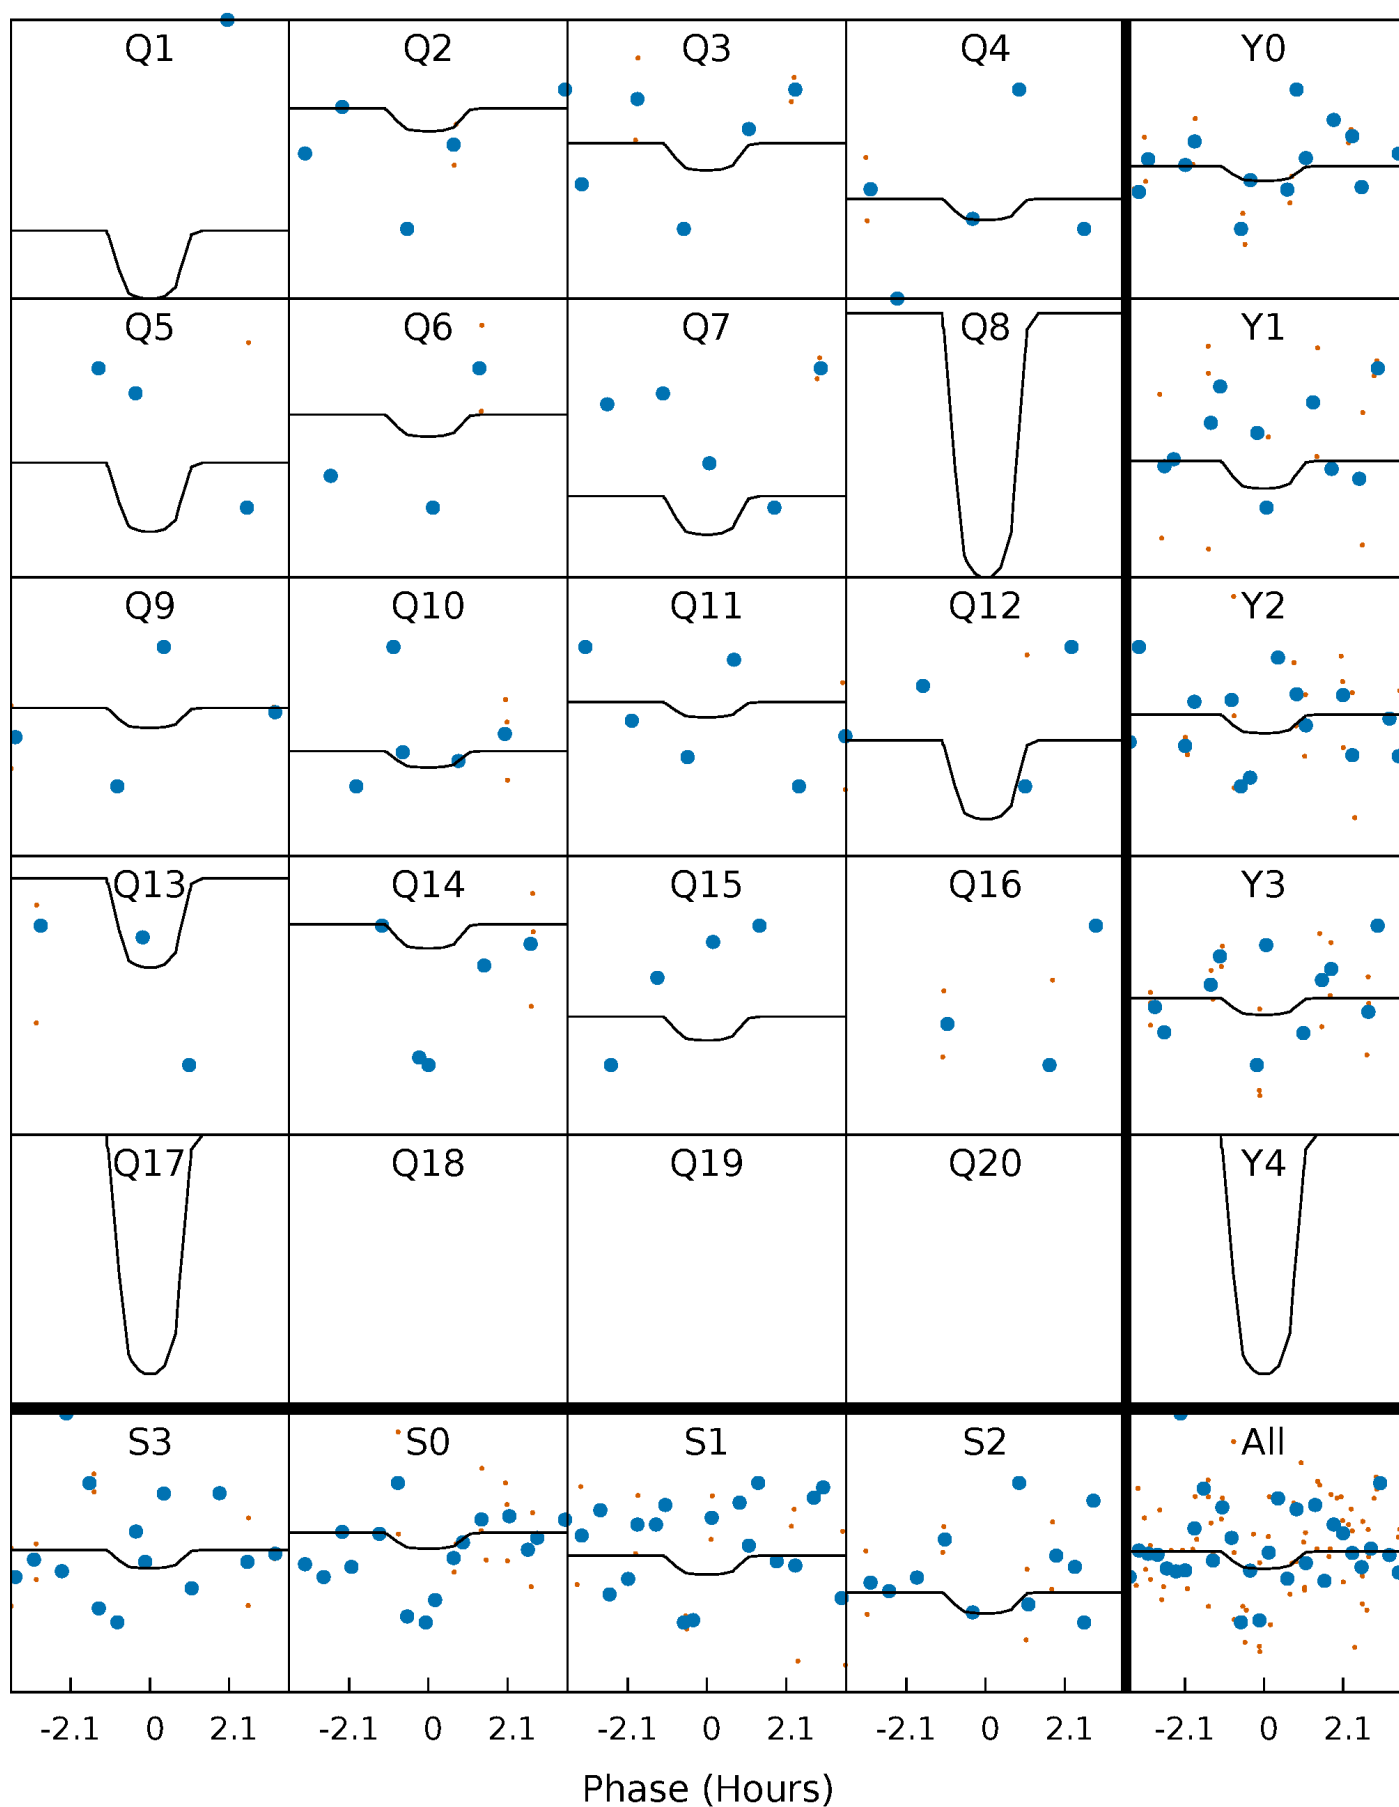 Q1 Q2 Q3 Q4 Y0
Q5 Q6 Q7 Q8 Y1
Q9 Q10 Q11 Q12 Y2
Q13 Q14 Q15 Q16 Y3
Q17 Q18 Q19 Q20 Y4
S3 S0 S1 S2 All
-2.1 0 2.1 -2.1 0 2.1 -2.1 0 2.1 -2.1 0 2.1 -2.1 0 2.1
Phase (Hours)